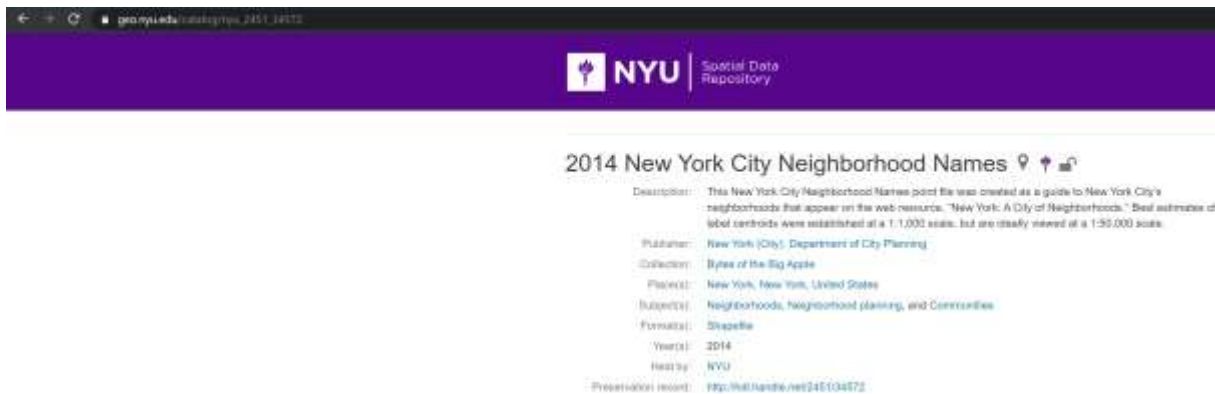 geo.nyu.edu/catalog/nyu_2451_34572
NYU
Spatial Data
Repository
2014 New York City Neighborhood Names
Description: This New York City Neighborhood Names point file was created as a guide to New York City's
neighborhoods that appear on the web resource, "New York: A City of Neighborhoods." Best estimates of
label centroids were established at a 1:1,000 scale, but are ideally viewed at a 1:50,000 scale.
Publisher: New York (City). Department of City Planning
Collection: Bytes of the Big Apple
Place(s): New York, New York, United States
Subject(s): Neighborhoods, Neighborhood planning, and Communities
Format(s): Shapefile
Year(s): 2014
Held by: NYU
Preservation record: http://hdl.handle.net/2451/34572